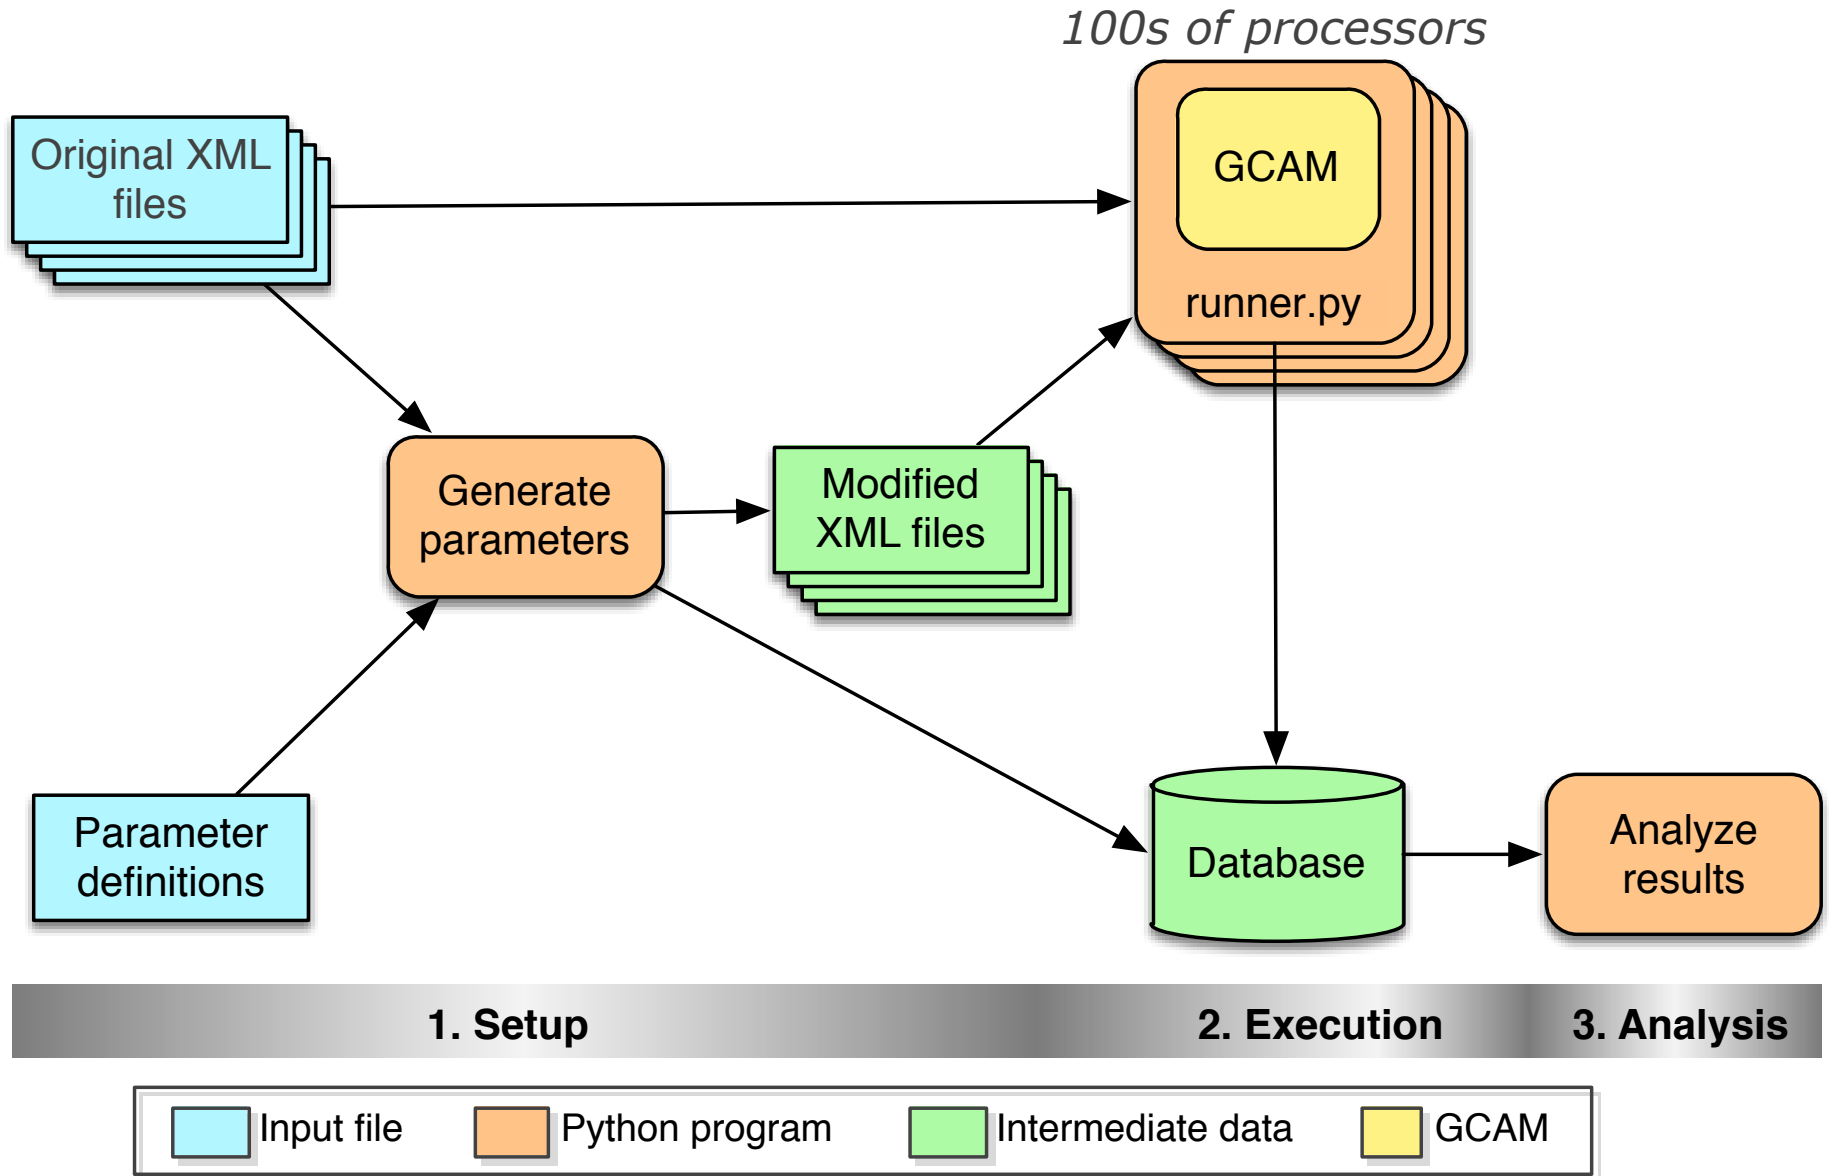 100s of processors
Original XML
files
GCAM
runner.py
Generate
parameters
Modified
XML files
Parameter
definitions
Database
Analyze
results
1. Setup
2. Execution
3. Analysis
Input file
Python program
Intermediate data
GCAM